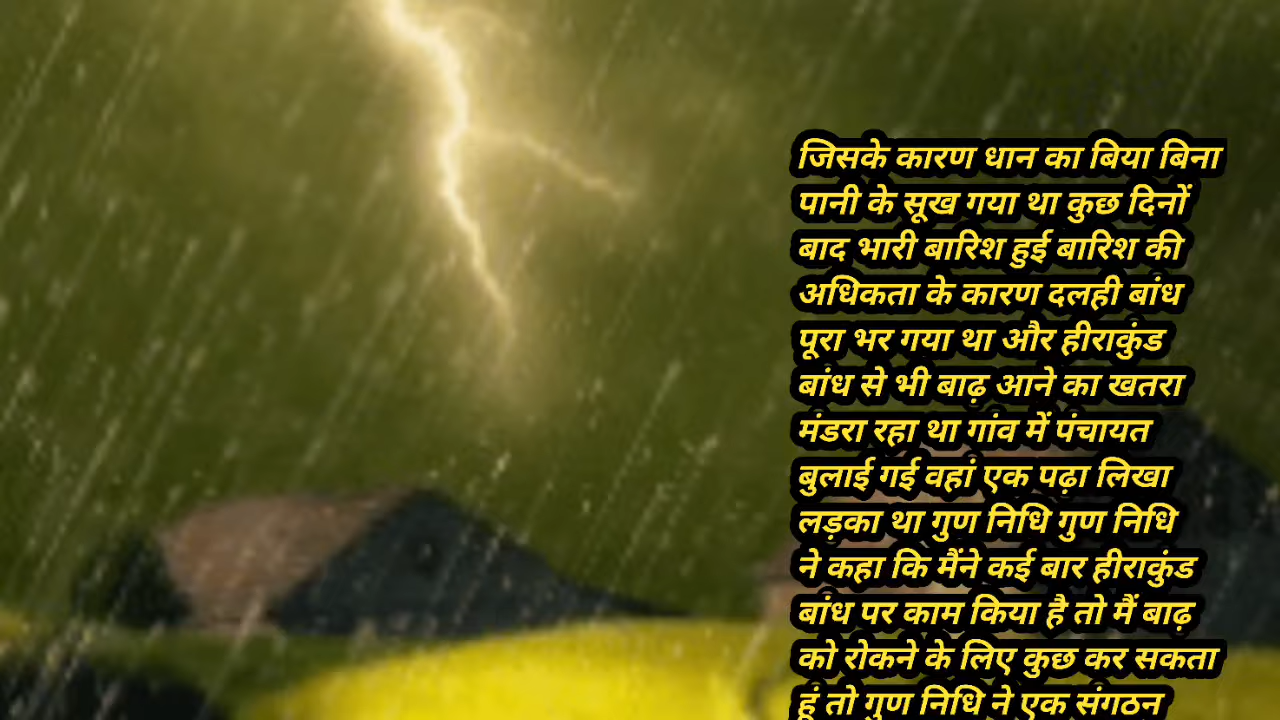 जिसके कारण धान का बिया बिना
पानी के सूख गया था कुछ दिनों
बाद भारी बारिश हुई बारिश की
अधिकता के कारण दलही बांध
पूरा भर गया था और हीराकुंड
बांध से भी बाढ़ आने का खतरा
मंडरा रहा था गांव में पंचायत
बुलाई गई वहां एक पढ़ा लिखा
लड़का था गुण निधि गुण निधि
ने कहा कि मैंने कई बार हीराकुंड
बांध पर काम किया है तो मैं बाढ़
को रोकने के लिए कुछ कर सकता
हूं तो गुण निधि ने एक संगठन